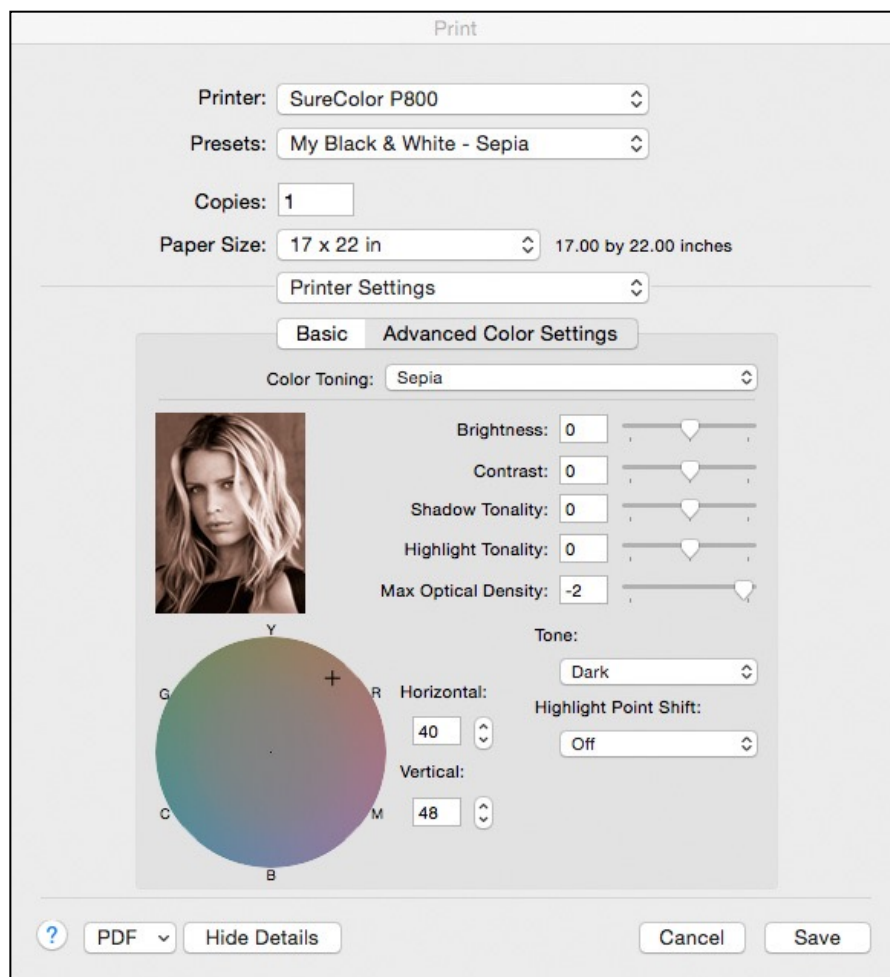 Print
Printer: SureColor P800
Presets: My Black & White - Sepia
Copies: 1
Paper Size: 17 x 22 in 17.00 by 22.00 inches
Printer Settings
Basic Advanced Color Settings
Color Toning: Sepia
Brightness: 0
Contrast: 0
Shadow Tonality: 0
Highlight Tonality: 0
Max Optical Density: -2
Y
G
R
C
M
B
Horizontal:
40
Vertical:
48
Tone:
Dark
Highlight Point Shift:
Off
? PDF Hide Details Cancel Save